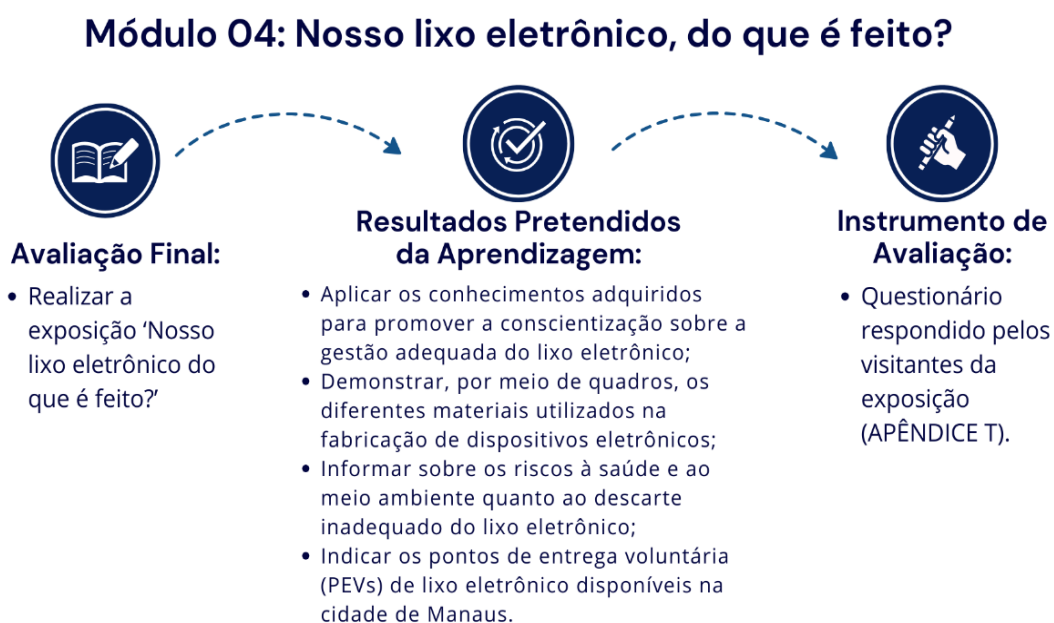 Módulo 04: Nosso lixo eletrônico, do que é feito?
Avaliação Final:
• Realizar a
exposição ‘Nosso
lixo eletrônico do
que é feito?’
Resultados Pretendidos
da Aprendizagem:
• Aplicar os conhecimentos adquiridos
para promover a conscientização sobre a
gestão adequada do lixo eletrônico;
• Demonstrar, por meio de quadros, os
diferentes materiais utilizados na
fabricação de dispositivos eletrônicos;
• Informar sobre os riscos à saúde e ao
meio ambiente quanto ao descarte
inadequado do lixo eletrônico;
• Indicar os pontos de entrega voluntária
(PEVs) de lixo eletrônico disponíveis na
cidade de Manaus.
Instrumento de
Avaliação:
• Questionário
respondido pelos
visitantes da
exposição
(APÊNDICE T).